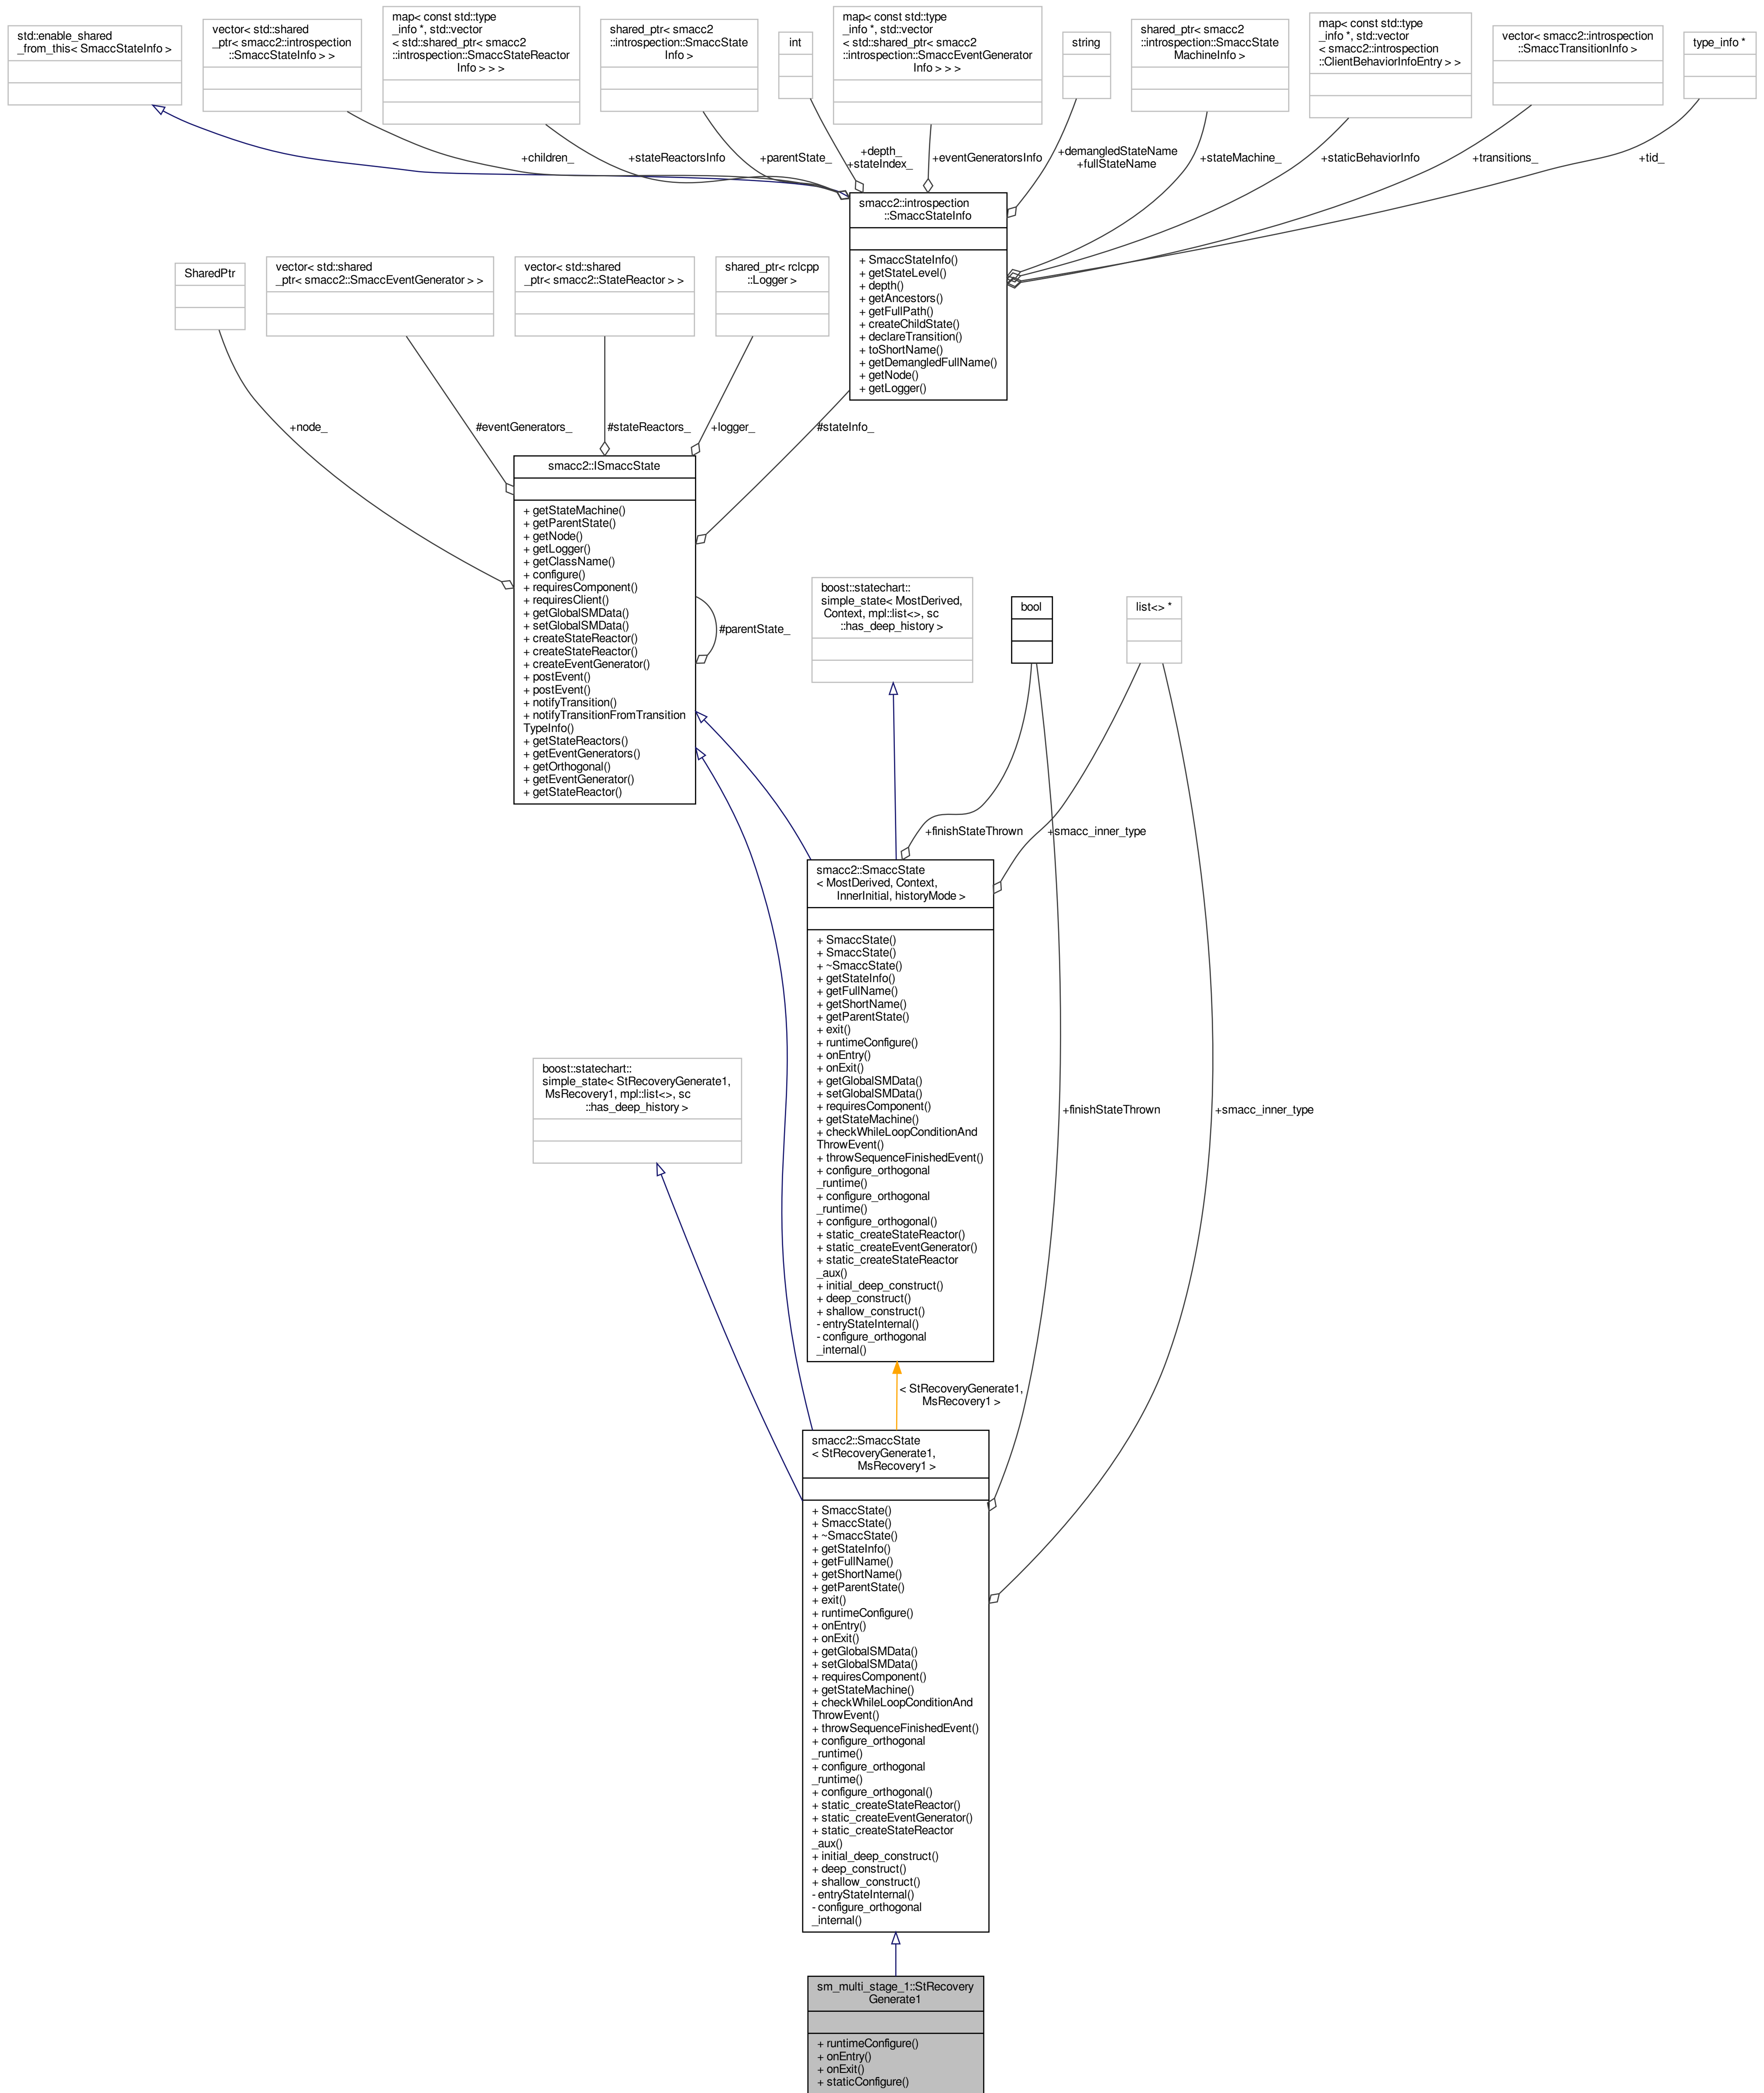 std::enable_shared
_from_this< SmaccStateInfo >
vector< std::shared
_ptr< smacc2::introspection
::SmaccStateInfo > >
map< const std::type
_info *, std::vector
< std::shared_ptr< smacc2
::introspection::SmaccStateReactor
Info > > >
shared_ptr< smacc2
::introspection::SmaccState
Info >
int
map< const std::type
_info *, std::vector
< std::shared_ptr< smacc2
::introspection::SmaccEventGenerator
Info > > >
string
shared_ptr< smacc2
::introspection::SmaccState
MachineInfo >
map< const std::type
_info *, std::vector
< smacc2::introspection
::ClientBehaviorInfoEntry > >
vector< smacc2::introspection
::SmaccTransitionInfo >
type_info *
+children_
+stateReactorsInfo
+parentState_
+depth_
+stateIndex_
+eventGeneratorsInfo
+demangledStateName
+fullStateName
+stateMachine_
+staticBehaviorInfo
+transitions_
+tid_
smacc2::introspection
::SmaccStateInfo
+ SmaccStateInfo()
+ getStateLevel()
+ depth()
+ getAncestors()
+ getFullPath()
+ createChildState()
+ declareTransition()
+ toShortName()
+ getDemangledFullName()
+ getNode()
+ getLogger()
SharedPtr
vector< std::shared
_ptr< smacc2::SmaccEventGenerator > >
vector< std::shared
_ptr< smacc2::StateReactor > >
shared_ptr< rclcpp
::Logger >
+node_
#eventGenerators_
#stateReactors_
+logger_
#stateInfo_
smacc2::ISmaccState
+ getStateMachine()
+ getParentState()
+ getNode()
+ getLogger()
+ getClassName()
+ configure()
+ requiresComponent()
+ requiresClient()
+ getGlobalSMData()
+ setGlobalSMData()
+ createStateReactor()
+ createStateReactor()
+ createEventGenerator()
+ postEvent()
+ postEvent()
+ notifyTransition()
+ notifyTransitionFromTransition
TypeInfo()
+ getStateReactors()
+ getEventGenerators()
+ getOrthogonal()
+ getEventGenerator()
+ getStateReactor()
#parentState_
boost::statechart::
simple_state< MostDerived,
Context, mpl::list<>, sc
::has_deep_history >
bool
list<> *
+finishStateThrown
+smacc_inner_type
smacc2::SmaccState
< MostDerived, Context,
InnerInitial, historyMode >
+ SmaccState()
+ SmaccState()
+ ~SmaccState()
+ getStateInfo()
+ getFullName()
+ getShortName()
+ getParentState()
+ exit()
+ runtimeConfigure()
+ onEntry()
+ onExit()
+ getGlobalSMData()
+ setGlobalSMData()
+ requiresComponent()
+ getStateMachine()
+ checkWhileLoopConditionAnd
ThrowEvent()
+ throwSequenceFinishedEvent()
+ configure_orthogonal
_runtime()
+ configure_orthogonal
_runtime()
+ configure_orthogonal()
+ static_createStateReactor()
+ static_createEventGenerator()
+ static_createStateReactor
_aux()
+ initial_deep_construct()
+ deep_construct()
+ shallow_construct()
- entryStateInternal()
- configure_orthogonal
_internal()
boost::statechart::
simple_state< StRecoveryGenerate1,
MsRecovery1, mpl::list<>, sc
::has_deep_history >
+finishStateThrown
+smacc_inner_type
< StRecoveryGenerate1,
MsRecovery1 >
smacc2::SmaccState
< StRecoveryGenerate1,
MsRecovery1 >
+ SmaccState()
+ SmaccState()
+ ~SmaccState()
+ getStateInfo()
+ getFullName()
+ getShortName()
+ getParentState()
+ exit()
+ runtimeConfigure()
+ onEntry()
+ onExit()
+ getGlobalSMData()
+ setGlobalSMData()
+ requiresComponent()
+ getStateMachine()
+ checkWhileLoopConditionAnd
ThrowEvent()
+ throwSequenceFinishedEvent()
+ configure_orthogonal
_runtime()
+ configure_orthogonal
_runtime()
+ configure_orthogonal()
+ static_createStateReactor()
+ static_createEventGenerator()
+ static_createStateReactor
_aux()
+ initial_deep_construct()
+ deep_construct()
+ shallow_construct()
- entryStateInternal()
- configure_orthogonal
_internal()
sm_multi_stage_1::StRecovery
Generate1
+ runtimeConfigure()
+ onEntry()
+ onExit()
+ staticConfigure()